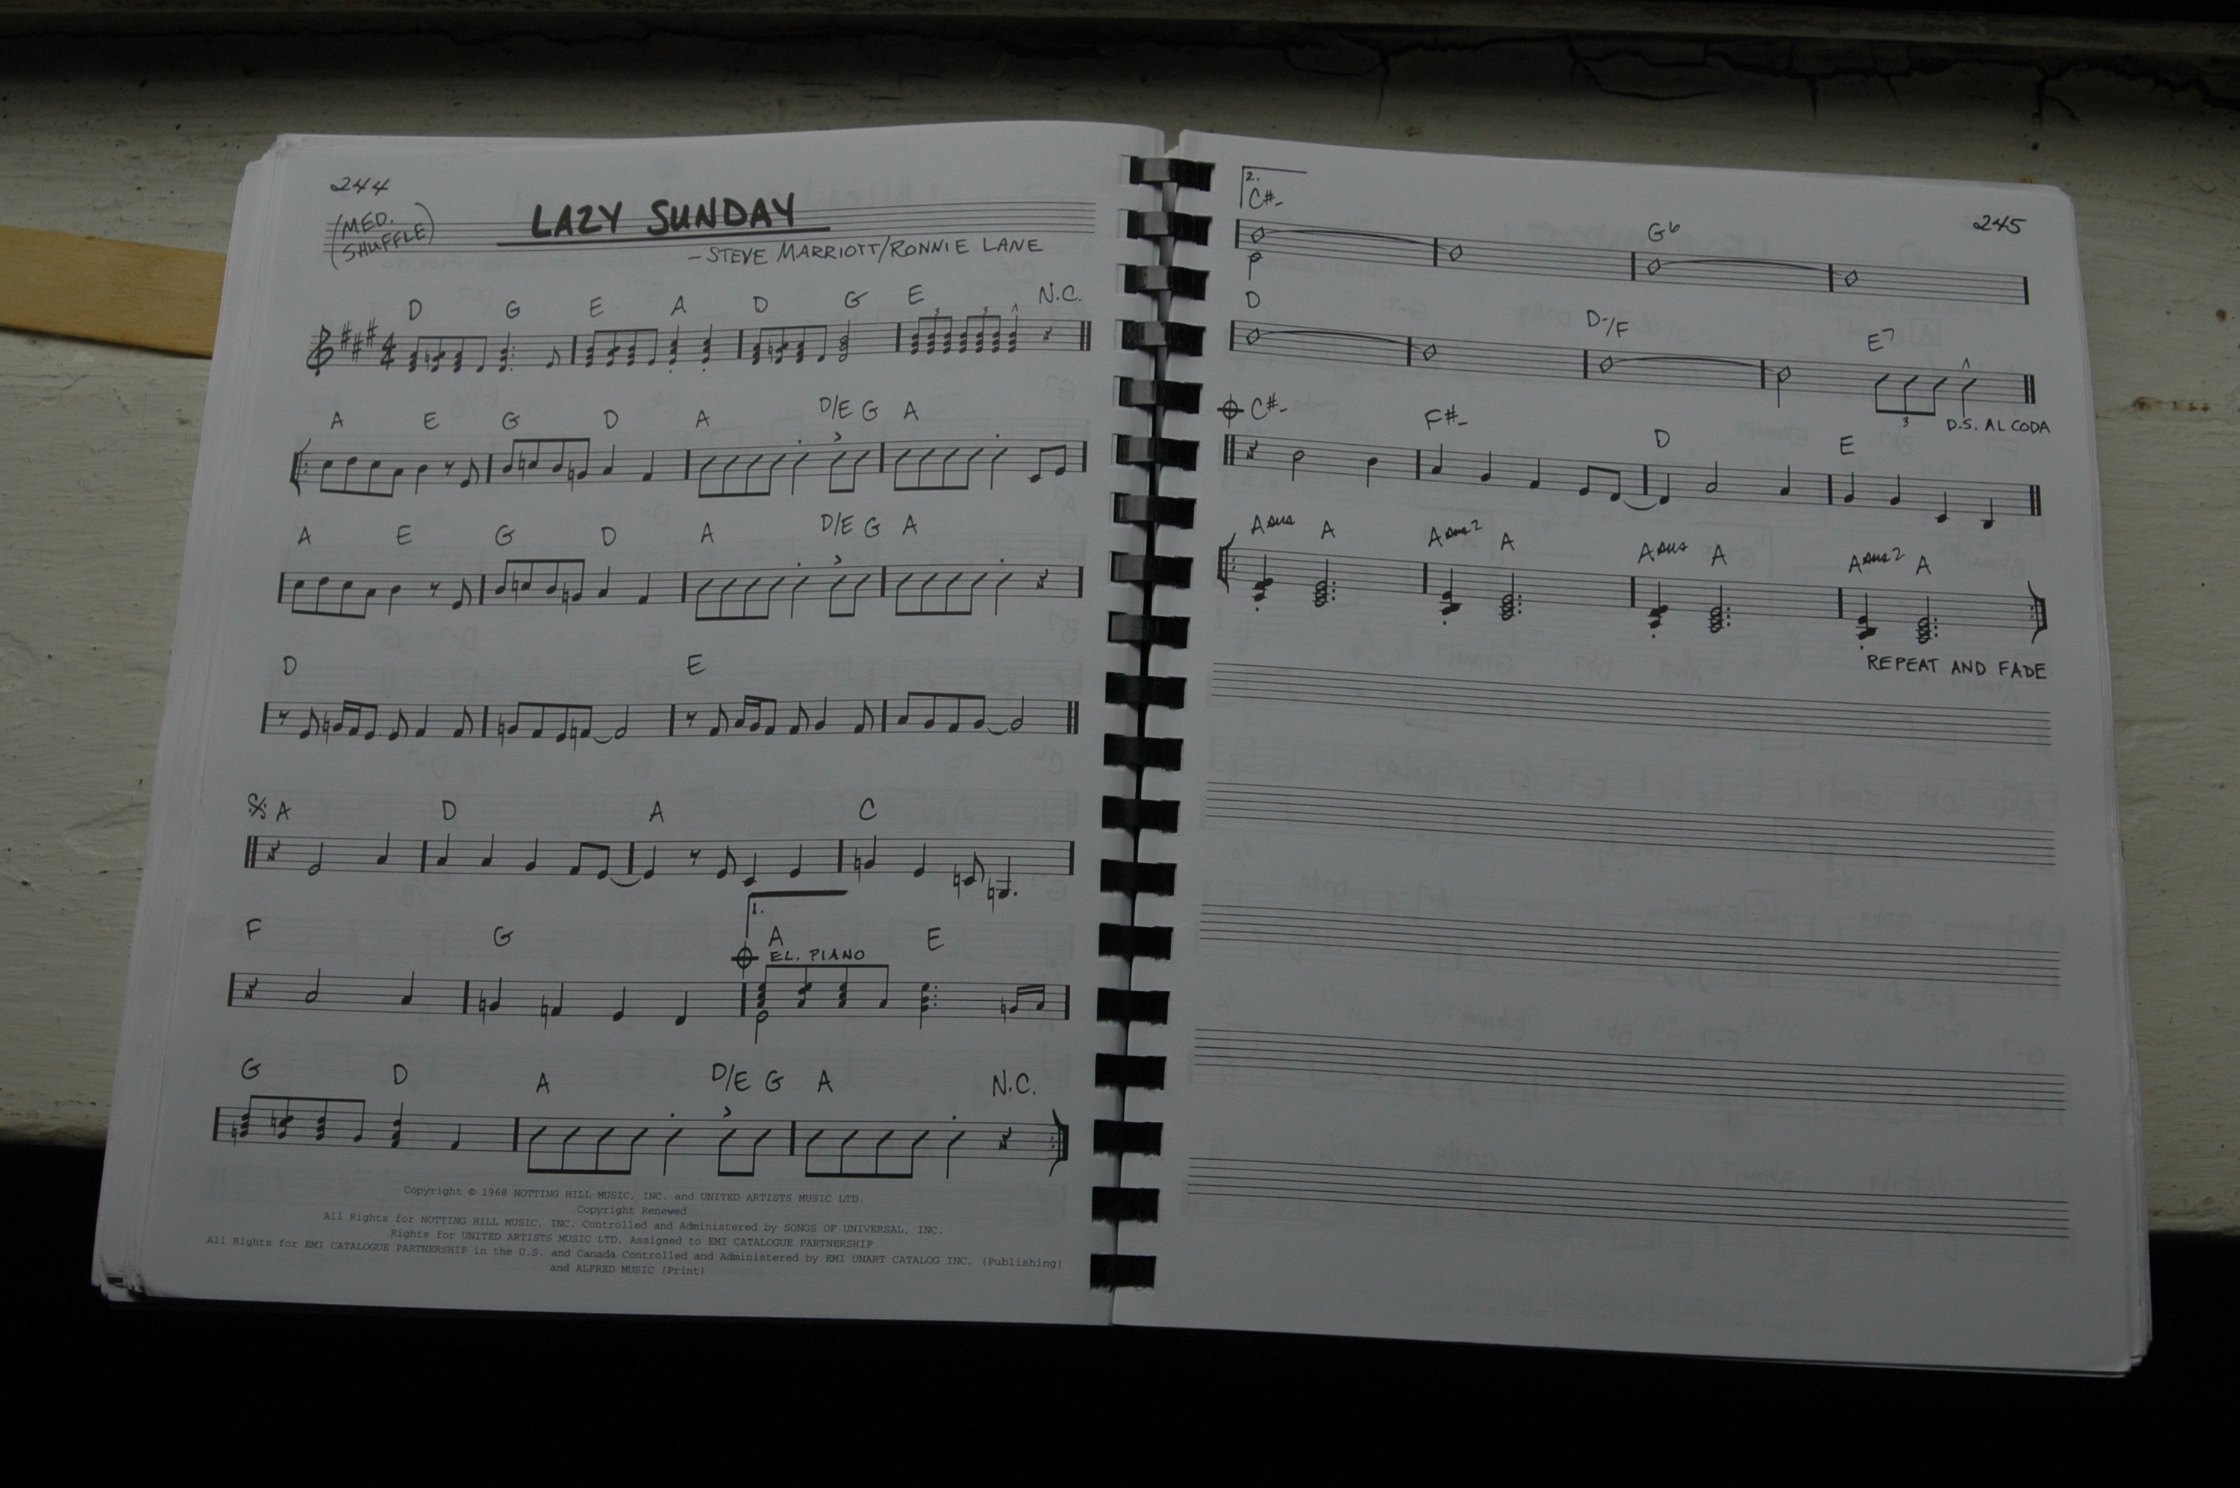 244
(MED. SHUFFLE)
LAZY SUNDAY
- STEVE MARRIOTT/RONNIE LANE
D G E A D G E N.C.
3 3
A E G D A D/E G A
A E G D A D/E G A
D E
A D A C
1.
F G A E
EL. PIANO
G D A D/E G A N.C.
Copyright © 1968 NOTTING HILL MUSIC, INC. and UNITED ARTISTS MUSIC LTD.
Copyright Renewed
All Rights for NOTTING HILL MUSIC, INC. Controlled and Administered by SONGS OF UNIVERSAL, INC.
Rights for UNITED ARTISTS MUSIC LTD. Assigned to EMI CATALOGUE PARTNERSHIP
All Rights for EMI CATALOGUE PARTNERSHIP in the U.S. and Canada Controlled and Administered by EMI UNART CATALOG INC. (Publishing)
and ALFRED MUSIC (Print)
245
2.
C#- G6
D D-/F E7
3
D.S. AL CODA
C#- F#- D E
Asus A Asus2 A Asus A Asus2 A
REPEAT AND FADE